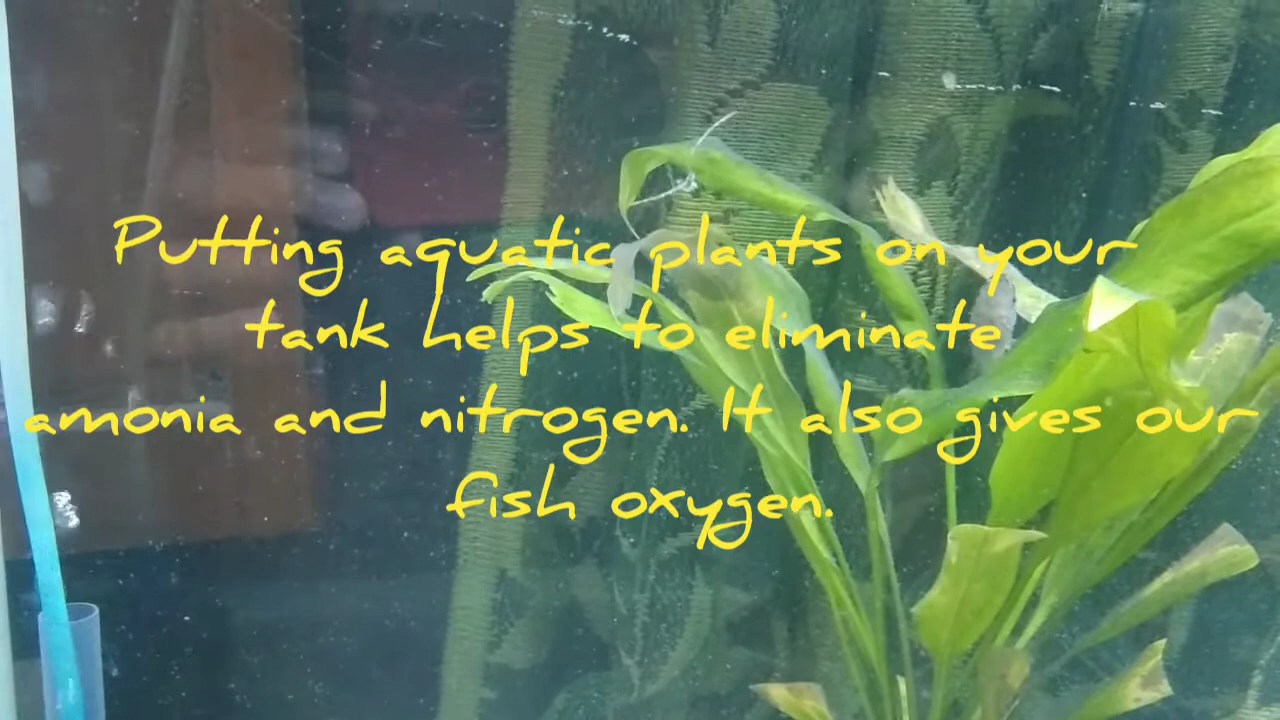 Putting aquatic plants on your
tank helps to eliminate
amonia and nitrogen. It also gives our
fish oxygen.